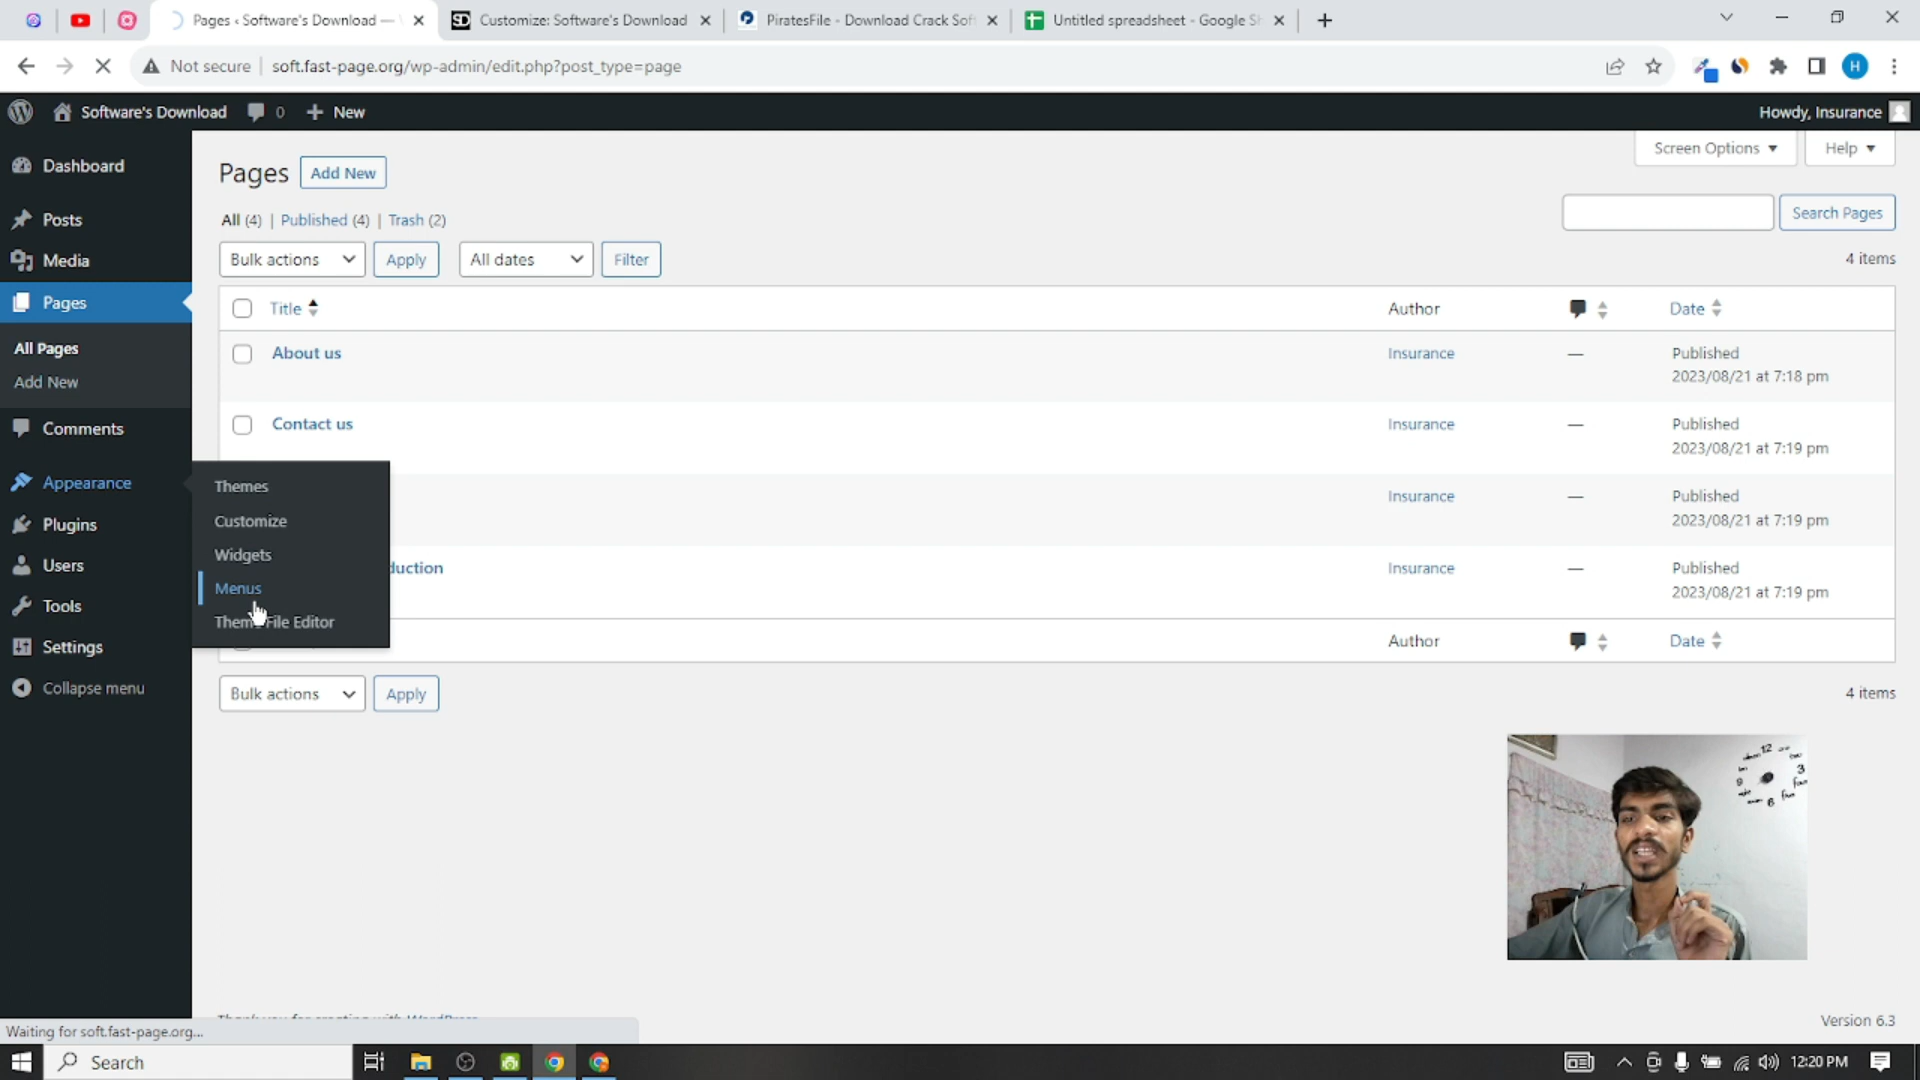 Pages ‹ Software's Download —
Customize: Software's Download
PiratesFile - Download Crack Sof
Untitled spreadsheet - Google Sh
Not secure
soft.fast-page.org/wp-admin/edit.php?post_type=page
H
Software's Download
0
New
Howdy, Insurance
Dashboard
Posts
Media
Pages
All Pages
Add New
Comments
Appearance
Plugins
Users
Tools
Settings
Collapse menu
Themes
Customize
Widgets
Menus
Theme File Editor
Screen Options
Help
Pages
Add New
All (4) | Published (4) | Trash (2)
Search Pages
Bulk actions
Apply
All dates
Filter
4 items
Title
Author
Date
About us
Insurance
—
Published
2023/08/21 at 7:18 pm
Contact us
Insurance
—
Published
2023/08/21 at 7:19 pm
Insurance
—
Published
2023/08/21 at 7:19 pm
duction
Insurance
—
Published
2023/08/21 at 7:19 pm
Author
Date
Bulk actions
Apply
4 items
12
3
6
9
Version 6.3
Waiting for soft.fast-page.org...
Search
12:20 PM